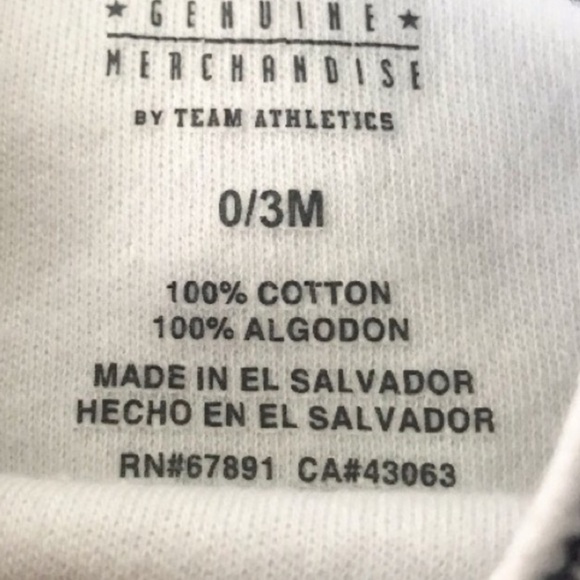 ★ GENUINE ★
MERCHANDISE
BY TEAM ATHLETICS
0/3M
100% COTTON
100% ALGODON
MADE IN EL SALVADOR
HECHO EN EL SALVADOR
RN#67891 CA#43063